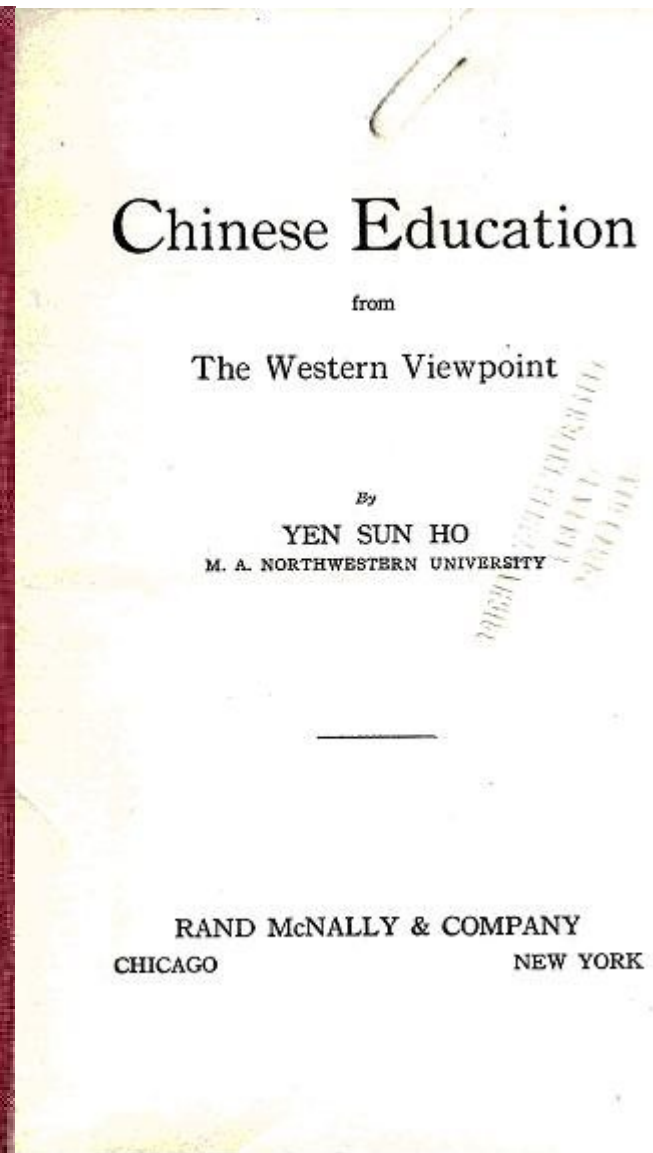 Chinese Education
from
The Western Viewpoint
By
YEN SUN HO
M. A. NORTHWESTERN UNIVERSITY
RAND McNALLY & COMPANY
CHICAGO NEW YORK